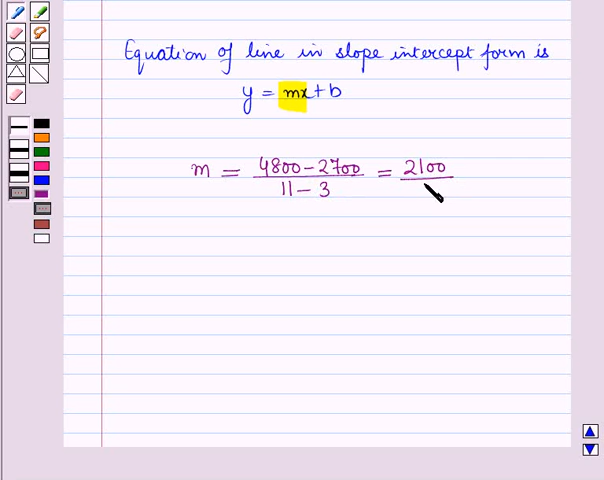 Equation of line in slope intercept form is
y = mx + b
m = 4800 - 2700 / 11 - 3 = 2100 /